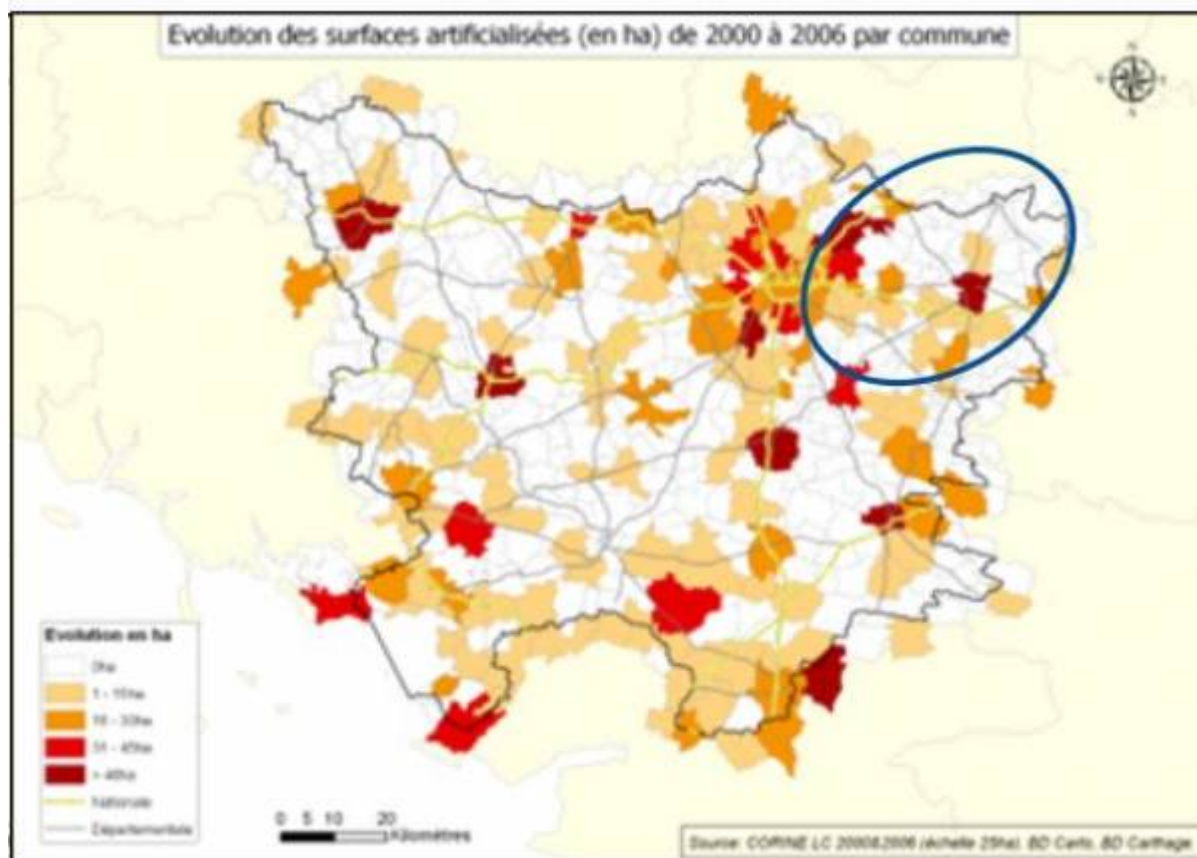 Evolution des surfaces artificialisées (en ha) de 2000 à 2006 par commune
N
Evolution en ha
0ha
1 - 15ha
16 - 30ha
31 - 45ha
Nationale
Départementale
0 5 10 20
Kilomètres
Source: CORINE LC 2000&2006 (échelle 25ha). BD Carto. BD Carthage.